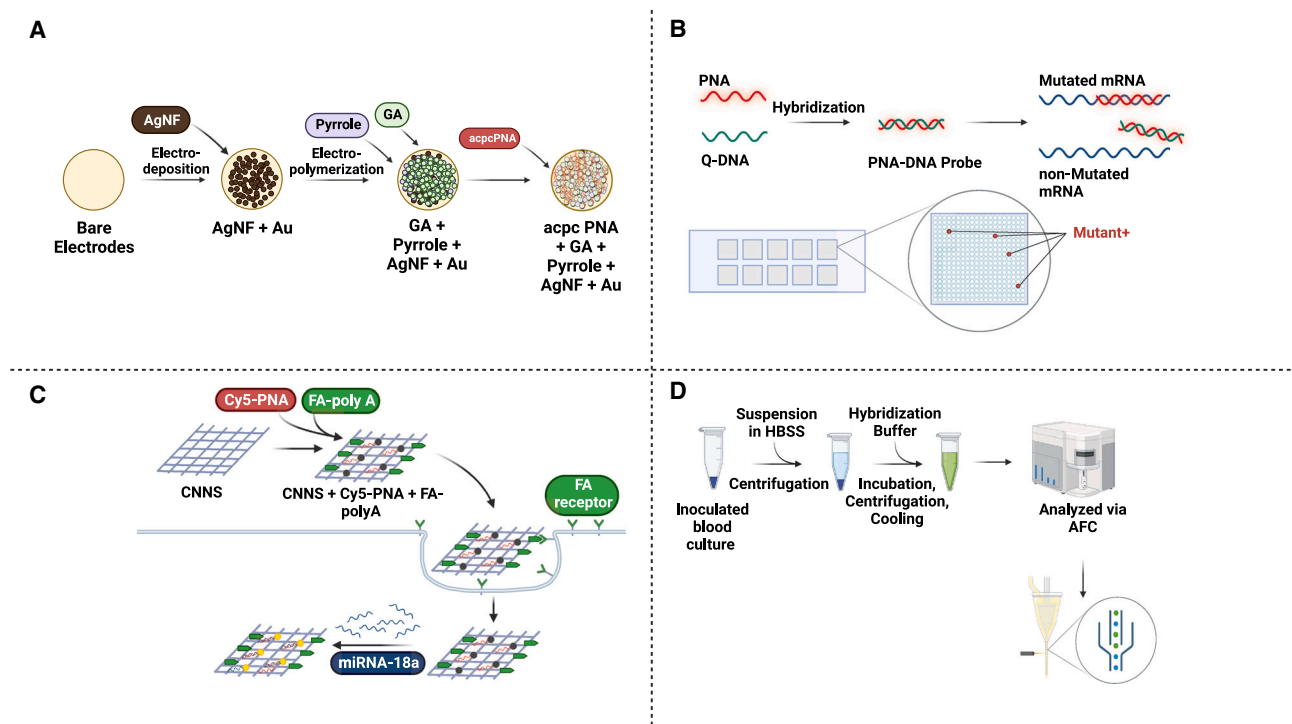 A
AgNF
Electro-
deposition
Pyrrole
GA
Electro-
polymerization
acpcPNA
Bare
Electrodes
AgNF + Au
GA +
Pyrrole +
AgNF + Au
acpc PNA
+ GA +
Pyrrole +
AgNF + Au
B
PNA
Hybridization
Q-DNA
PNA-DNA Probe
Mutated mRNA
non-Mutated
mRNA
Mutant+
C
Cy5-PNA
FA-poly A
CNNS
CNNS + Cy5-PNA + FA-
polyA
FA
receptor
miRNA-18a
D
Suspension
in HBSS
Centrifugation
Hybridization
Buffer
Incubation,
Centrifugation,
Cooling
Inoculated
blood
culture
Analyzed via
AFC